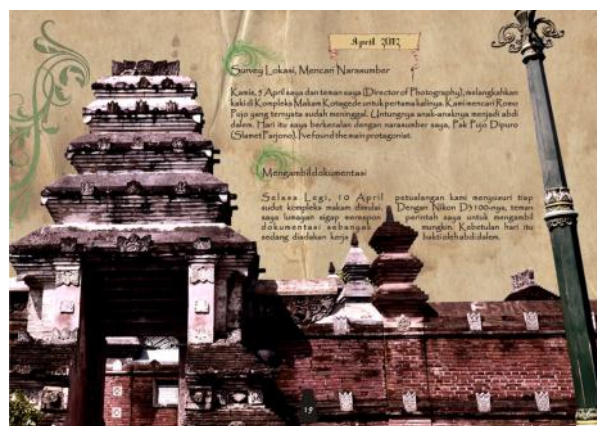 April 2012
Survey Lokasi, Mencari Narasumber
Kamis, 5 April saya dan teman saya (Director of Photography), melangkahkan
kaki di Kompleks Makam Kotagede untuk pertama kalinya. Kami mencari Romo
Pujo yang ternyata sudah meninggal. Untungnya anak-anaknya menjadi abdi
dalem. Hari itu saya berkenalan dengan narasumber saya, Pak Pujo Dipuro
(Slamet Parjono). I've found the main protagonist.
Mengambil dokumentasi
Selasa Legi, 10 April petualangan kami menyusuri tiap
sudut kompleks makam dimulai. Dengan Nikon D3100-nya, teman
saya lumayan sigap merespon perintah saya untuk mengambil
dokumentasi sebanyak mungkin. Kebetulan hari itu
sedang diadakan kerja bakti oleh abdi dalem.
19